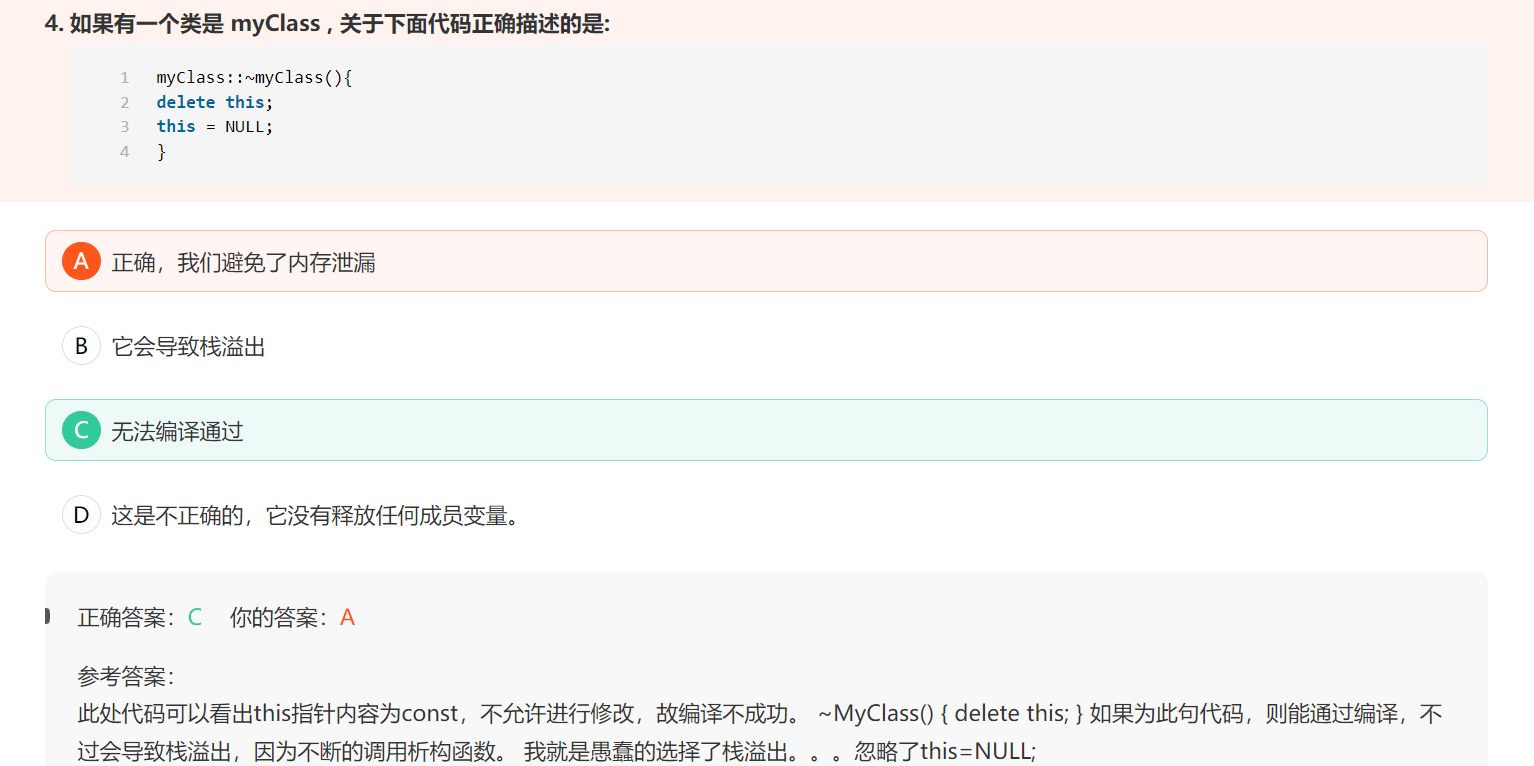 4. 如果有一个类是 myClass , 关于下面代码正确描述的是:
1 myClass::~myClass(){
2 delete this;
3 this = NULL;
4 }
A 正确，我们避免了内存泄漏
B 它会导致栈溢出
C 无法编译通过
D 这是不正确的，它没有释放任何成员变量。
正确答案：C 你的答案：A
参考答案：
此处代码可以看出this指针内容为const，不允许进行修改，故编译不成功。 ~MyClass() { delete this; } 如果为此句代码，则能通过编译，不
过会导致栈溢出，因为不断的调用析构函数。 我就是愚蠢的选择了栈溢出。。。忽略了this=NULL;